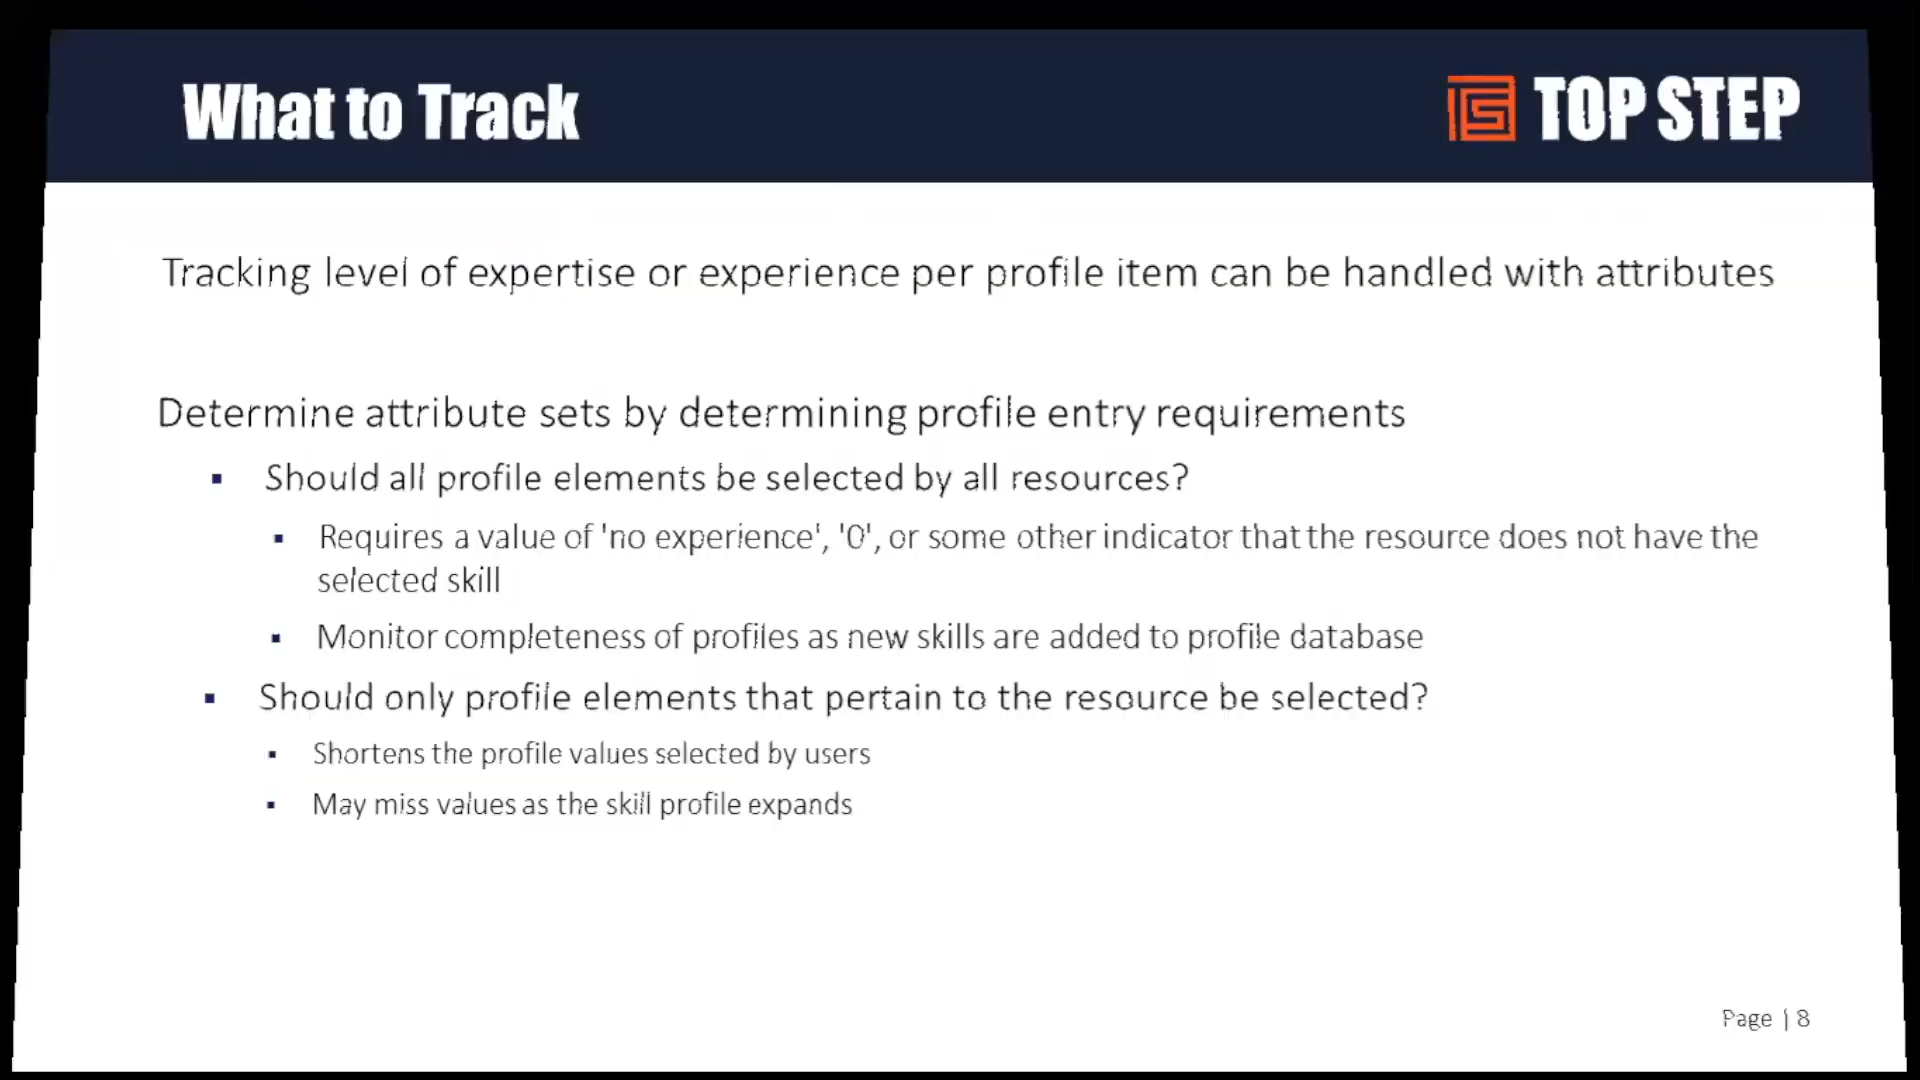 What to Track
TOP STEP
Tracking level of expertise or experience per profile item can be handled with attributes
Determine attribute sets by determining profile entry requirements
Should all profile elements be selected by all resources?
Requires a value of 'no experience', '0', or some other indicator that the resource does not have the
selected skill
Monitor completeness of profiles as new skills are added to profile database
Should only profile elements that pertain to the resource be selected?
Shortens the profile values selected by users
May miss values as the skill profile expands
Page | 8